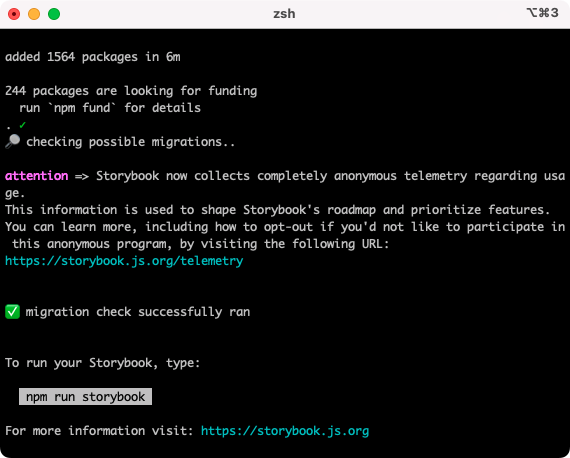 zsh
⌥⌘3
added 1564 packages in 6m
244 packages are looking for funding
  run `npm fund` for details
. ✓
🔎 checking possible migrations..
attention => Storybook now collects completely anonymous telemetry regarding usa
ge.
This information is used to shape Storybook's roadmap and prioritize features.
You can learn more, including how to opt-out if you'd not like to participate in
 this anonymous program, by visiting the following URL:
https://storybook.js.org/telemetry
✅ migration check successfully ran
To run your Storybook, type:
npm run storybook
For more information visit: https://storybook.js.org